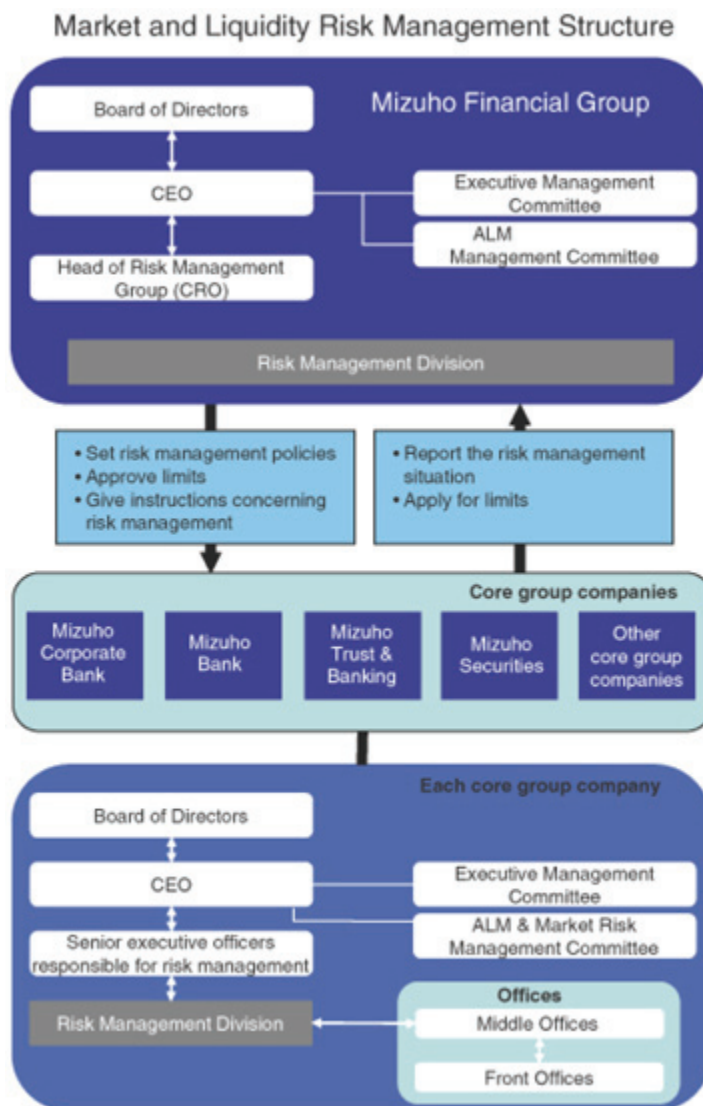 Market and Liquidity Risk Management Structure
Mizuho Financial Group
Board of Directors
CEO
Executive Management
Committee
ALM
Management Committee
Head of Risk Management
Group (CRO)
Risk Management Division
• Set risk management policies
• Approve limits
• Give instructions concerning
risk management
• Report the risk management
situation
• Apply for limits
Core group companies
Mizuho
Corporate
Bank
Mizuho
Bank
Mizuho
Trust &
Banking
Mizuho
Securities
Other
core group
companies
Each core group company
Board of Directors
CEO
Executive Management
Committee
ALM & Market Risk
Management Committee
Senior executive officers
responsible for risk management
Risk Management Division
Offices
Middle Offices
Front Offices